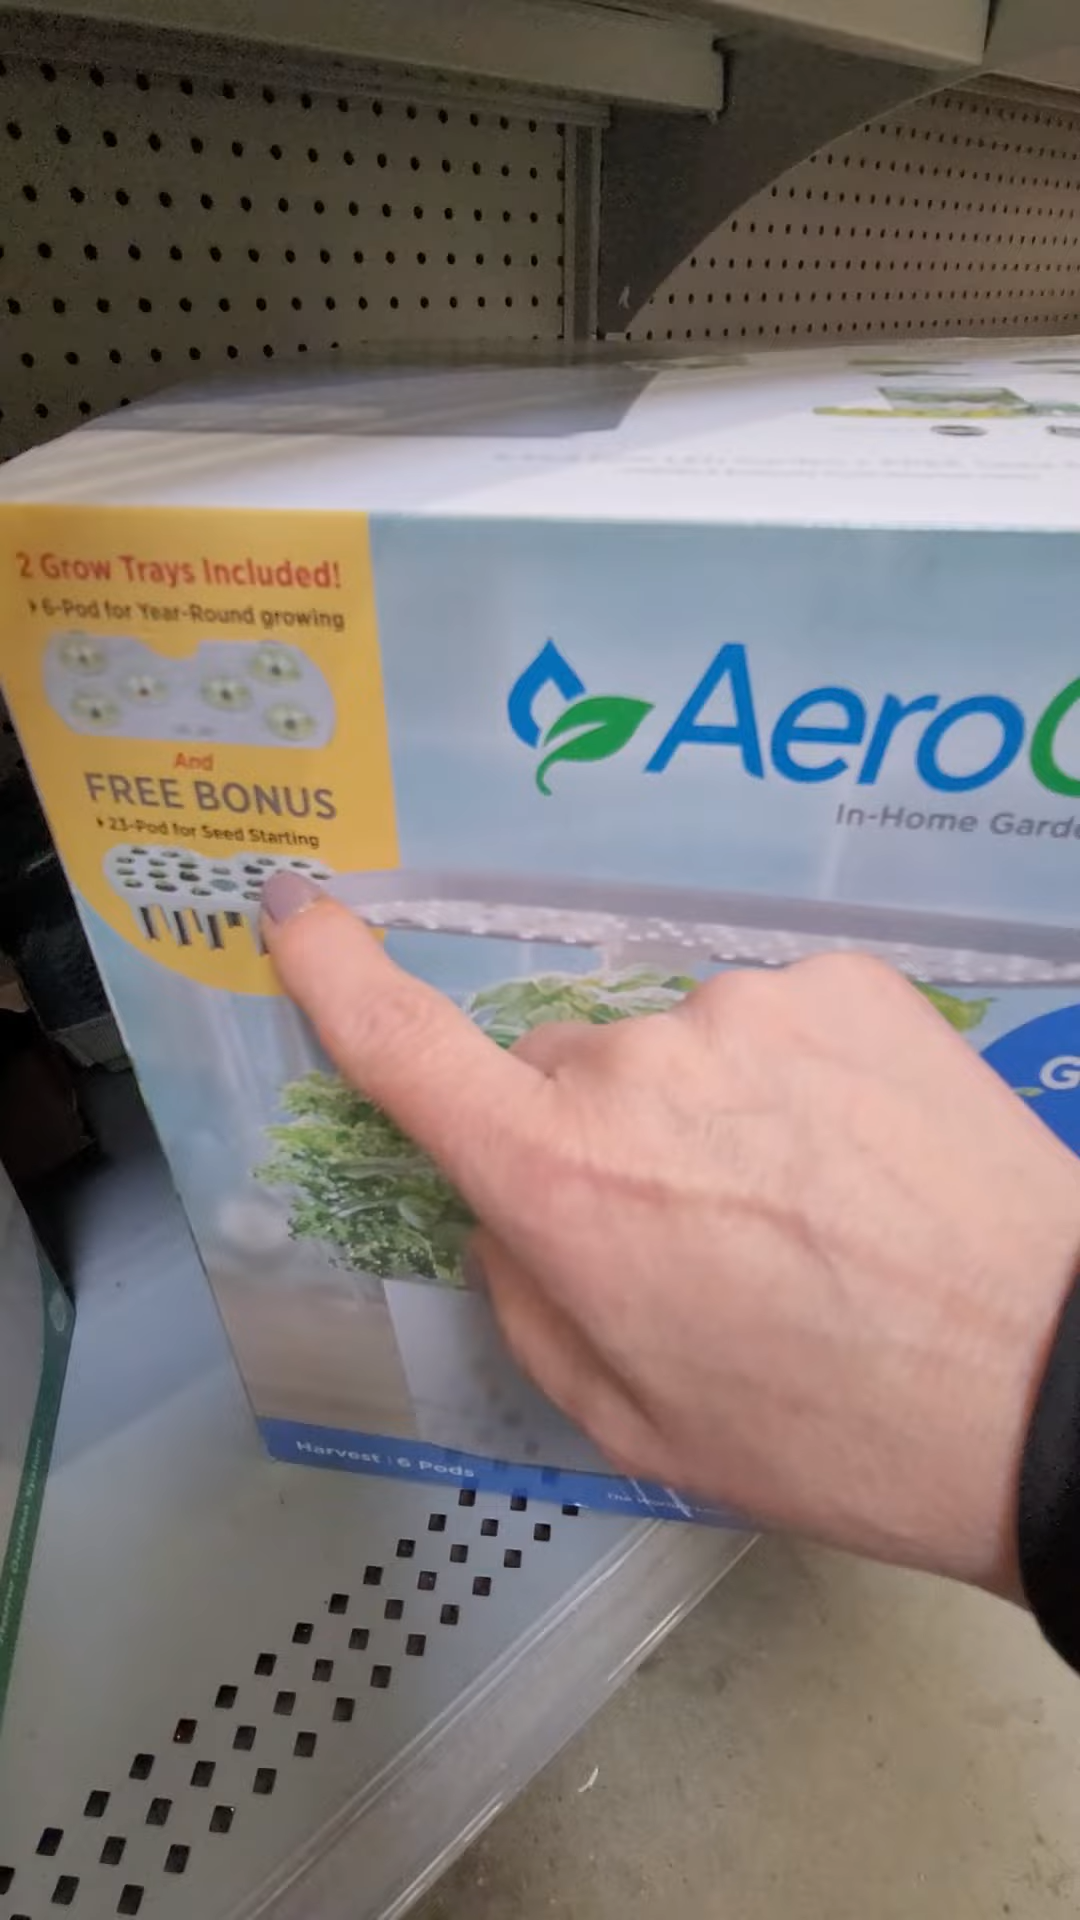 2 Grow Trays Included!
6-Pod for Year-Round growing
And
FREE BONUS
23-Pod for Seed Starting
Aero
In-Home Garde
G
Harvest | 6 Pods